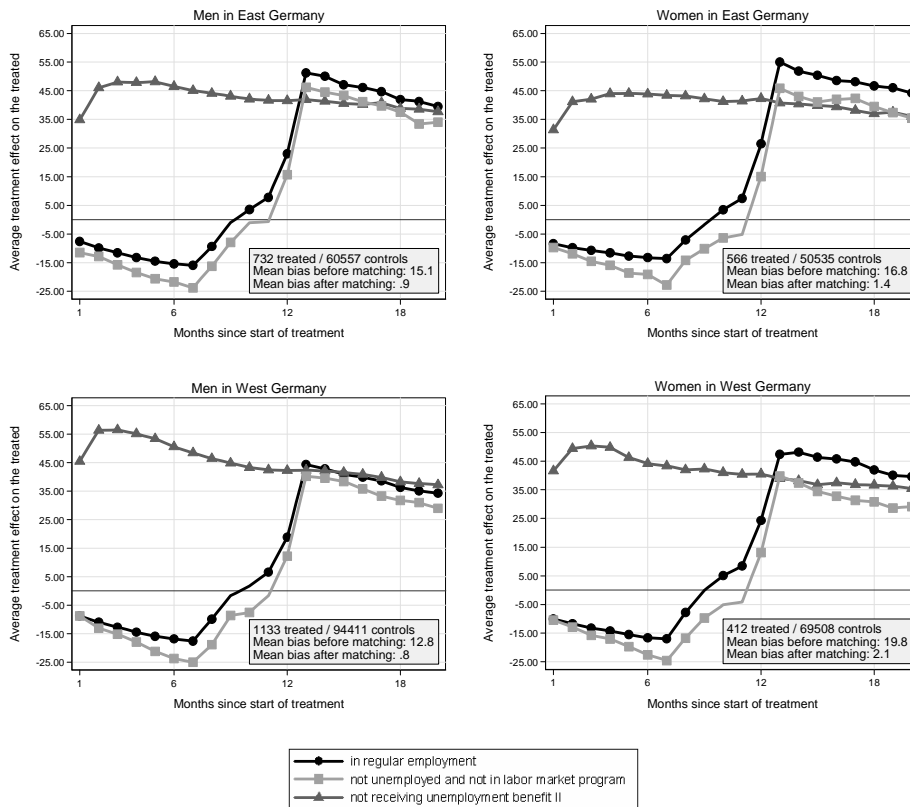 Men in East Germany
65.00
55.00
45.00
35.00
25.00
15.00
5.00
-5.00
-15.00
-25.00
Average treatment effect on the treated
732 treated / 60557 controls
Mean bias before matching: 15.1
Mean bias after matching: .9
1 6 12 18
Months since start of treatment
Women in East Germany
65.00
55.00
45.00
35.00
25.00
15.00
5.00
-5.00
-15.00
-25.00
Average treatment effect on the treated
566 treated / 50535 controls
Mean bias before matching: 16.8
Mean bias after matching: 1.4
1 6 12 18
Months since start of treatment
Men in West Germany
65.00
55.00
45.00
35.00
25.00
15.00
5.00
-5.00
-15.00
-25.00
Average treatment effect on the treated
1133 treated / 94411 controls
Mean bias before matching: 12.8
Mean bias after matching: .8
1 6 12 18
Months since start of treatment
Women in West Germany
65.00
55.00
45.00
35.00
25.00
15.00
5.00
-5.00
-15.00
-25.00
Average treatment effect on the treated
412 treated / 69508 controls
Mean bias before matching: 19.8
Mean bias after matching: 2.1
1 6 12 18
Months since start of treatment
in regular employment
not unemployed and not in labor market program
not receiving unemployment benefit II